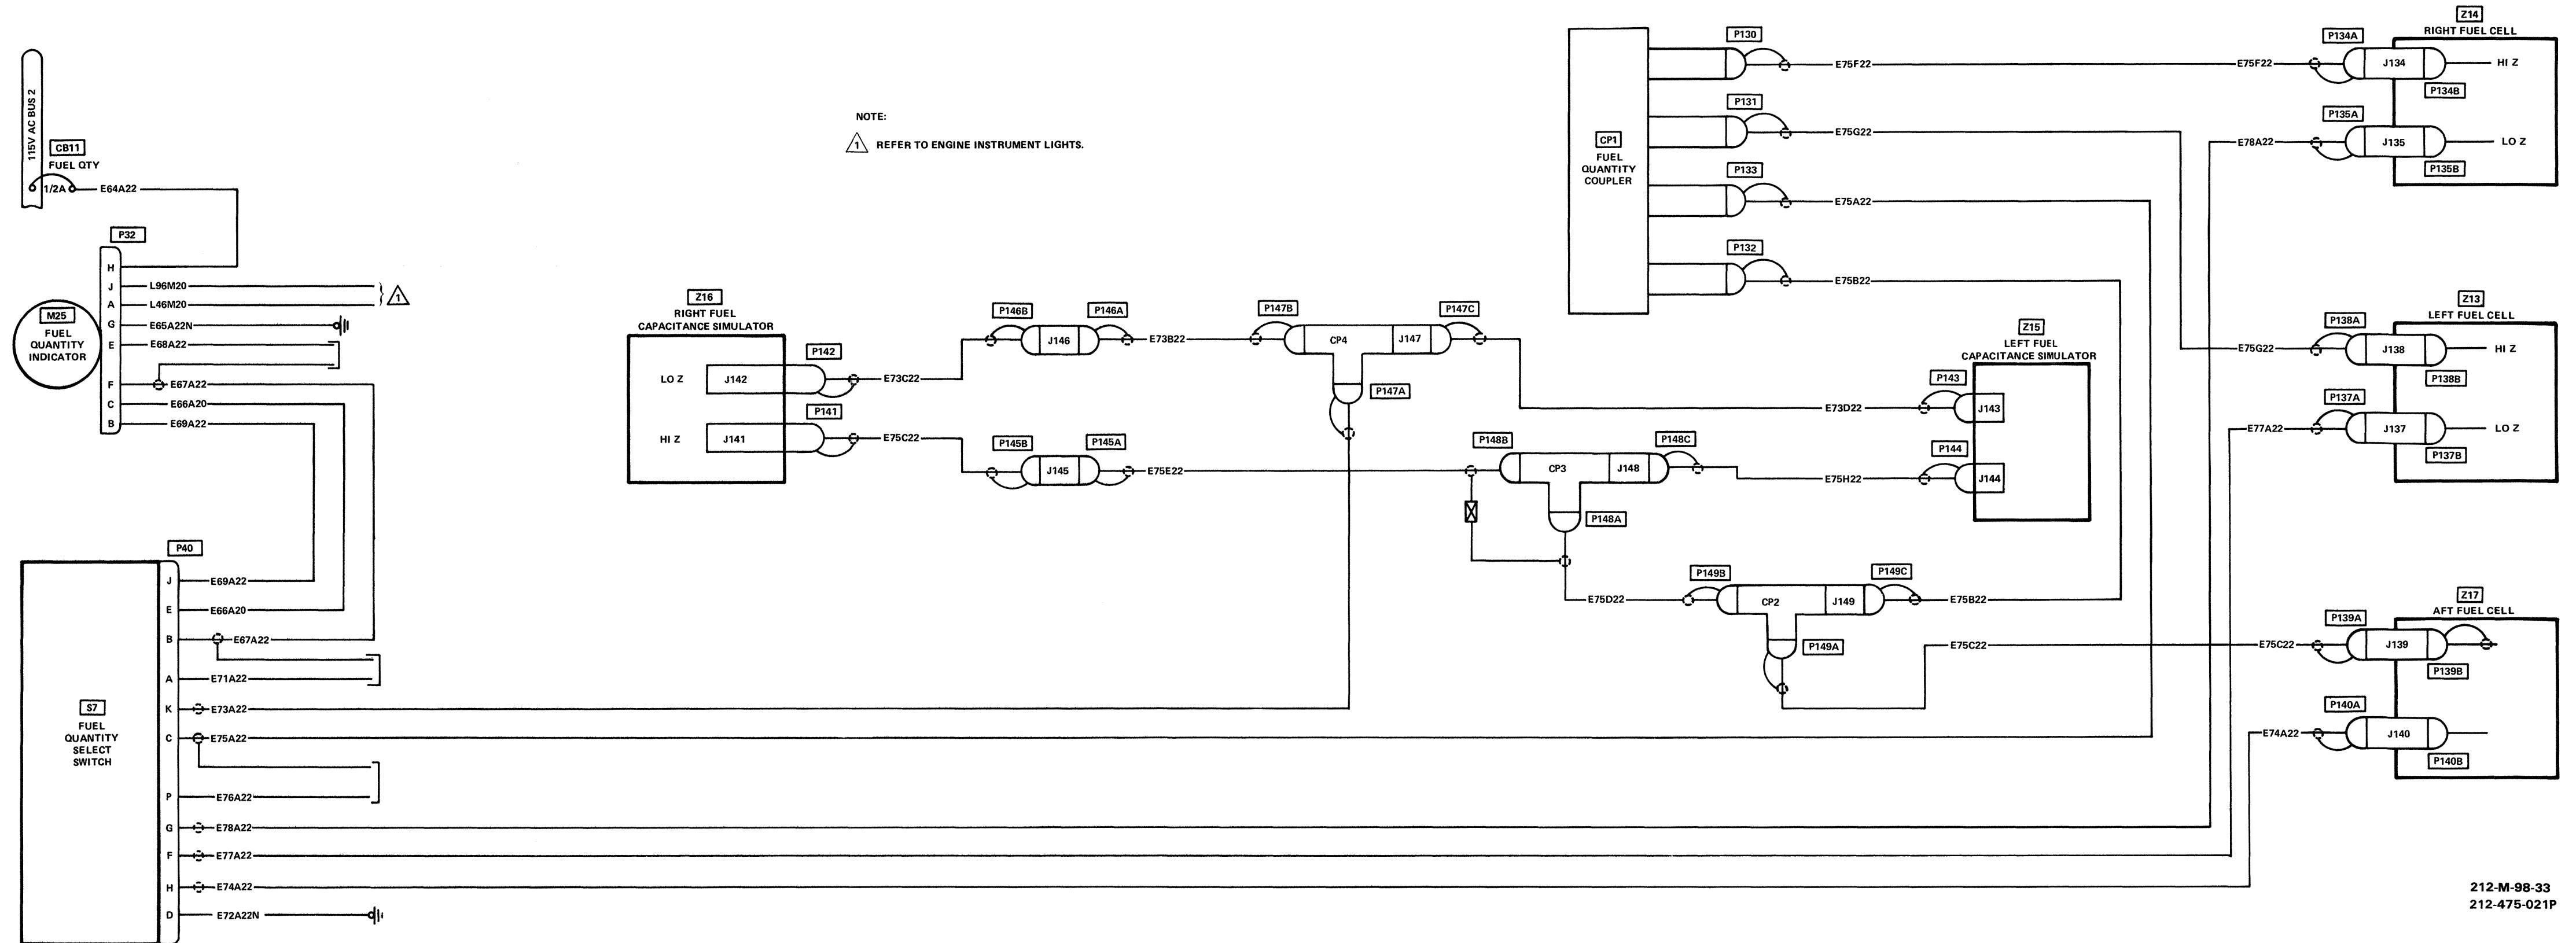 115V AC BUS 2
CB11
FUEL QTY
1/2A
E64A22
P32
H
J
L96M20
A
L46M20
1
G
E65A22N
E
E68A22
F
E67A22
C
E66A20
B
E69A22
M25
FUEL
QUANTITY
INDICATOR
NOTE:
1 REFER TO ENGINE INSTRUMENT LIGHTS.
P40
J
E69A22
E
E66A20
B
E67A22
A
E71A22
K
E73A22
C
E75A22
P
E76A22
G
E78A22
F
E77A22
H
E74A22
D
E72A22N
S7
FUEL
QUANTITY
SELECT
SWITCH
Z16
RIGHT FUEL
CAPACITANCE SIMULATOR
LO Z
J142
P142
E73C22
HI Z
J141
P141
E75C22
P146B
J146
P146A
E73B22
P145B
J145
P145A
E75E22
P147B
CP4
J147
P147C
P147A
E73D22
P148B
CP3
J148
P148C
P148A
E75H22
E75D22
P149B
CP2
J149
P149C
P149A
E75B22
E75C22
Z15
LEFT FUEL
CAPACITANCE SIMULATOR
P143
J143
P144
J144
CP1
FUEL
QUANTITY
COUPLER
P130
E75F22
P131
E75G22
P133
E75A22
P132
E75B22
Z14
RIGHT FUEL CELL
P134A
E75F22
J134
HI Z
P134B
P135A
E78A22
J135
LO Z
P135B
Z13
LEFT FUEL CELL
P138A
E75G22
J138
HI Z
P138B
P137A
E77A22
J137
LO Z
P137B
Z17
AFT FUEL CELL
P139A
E75C22
J139
P139B
P140A
E74A22
J140
P140B
212-M-98-33
212-475-021P